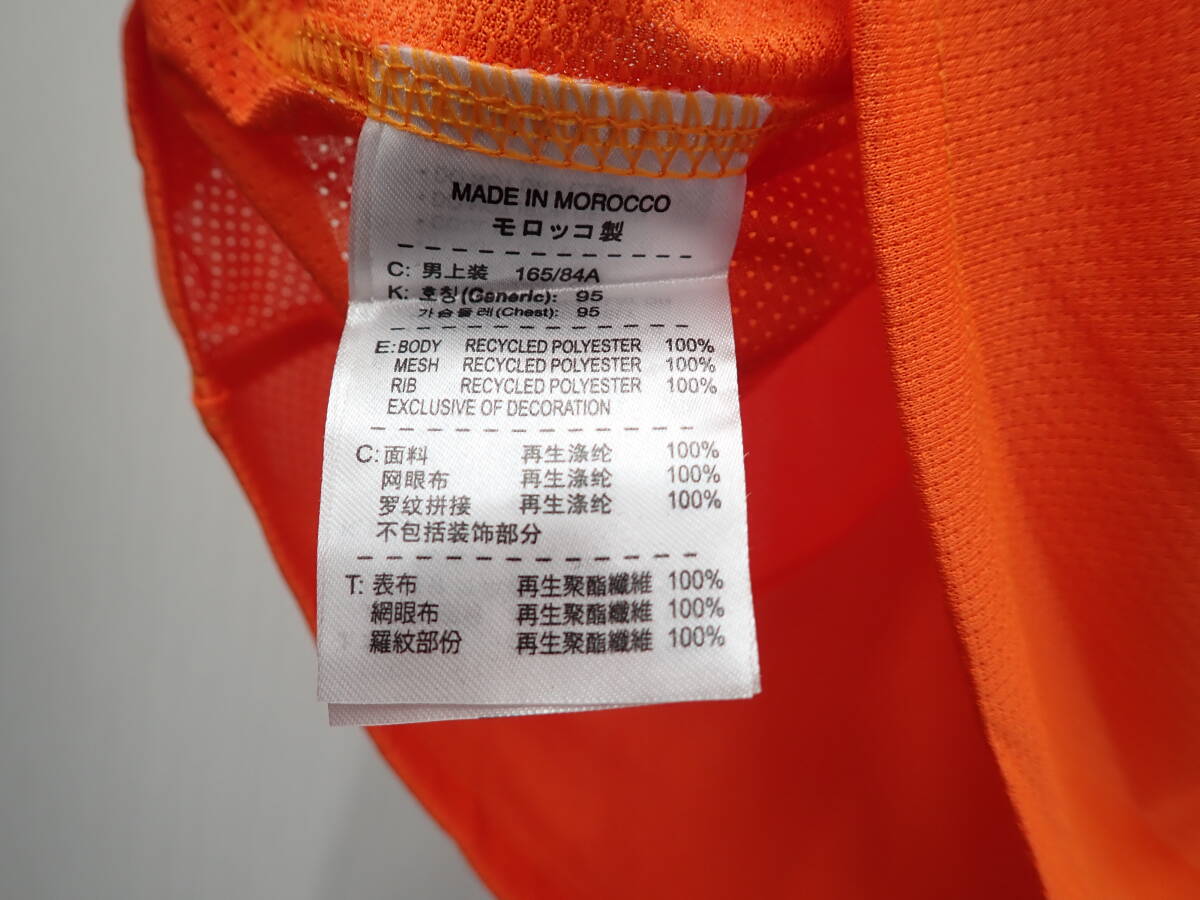 MADE IN MOROCCO
モロッコ製
C: 男上装 165/84A
K: 호칭(Generic): 95
가슴둘레(Chest): 95
E: BODY RECYCLED POLYESTER 100%
MESH RECYCLED POLYESTER 100%
RIB RECYCLED POLYESTER 100%
EXCLUSIVE OF DECORATION
C: 面料 再生涤纶 100%
网眼布 再生涤纶 100%
罗纹拼接 再生涤纶 100%
不包括装饰部分
T: 表布 再生聚酯纖維 100%
網眼布 再生聚酯纖維 100%
羅紋部份 再生聚酯纖維 100%